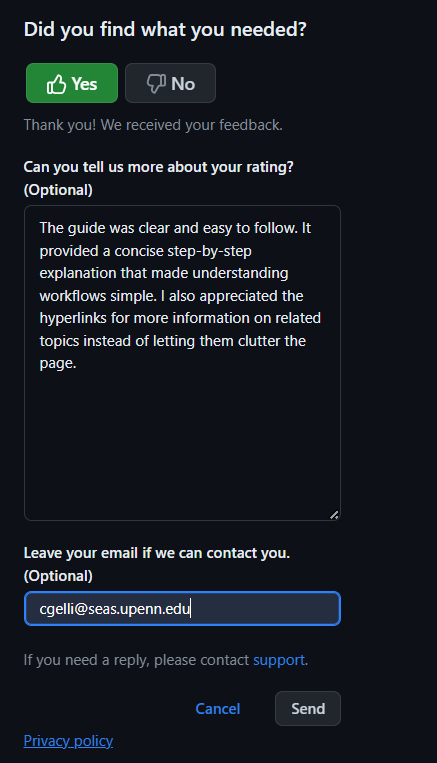 Did you find what you needed?
Yes
No
Thank you! We received your feedback.
Can you tell us more about your rating?
(Optional)
The guide was clear and easy to follow. It
provided a concise step-by-step
explanation that made understanding
workflows simple. I also appreciated the
hyperlinks for more information on related
topics instead of letting them clutter the
page.
Leave your email if we can contact you.
(Optional)
cgelli@seas.upenn.edu
If you need a reply, please contact support.
Cancel
Send
Privacy policy